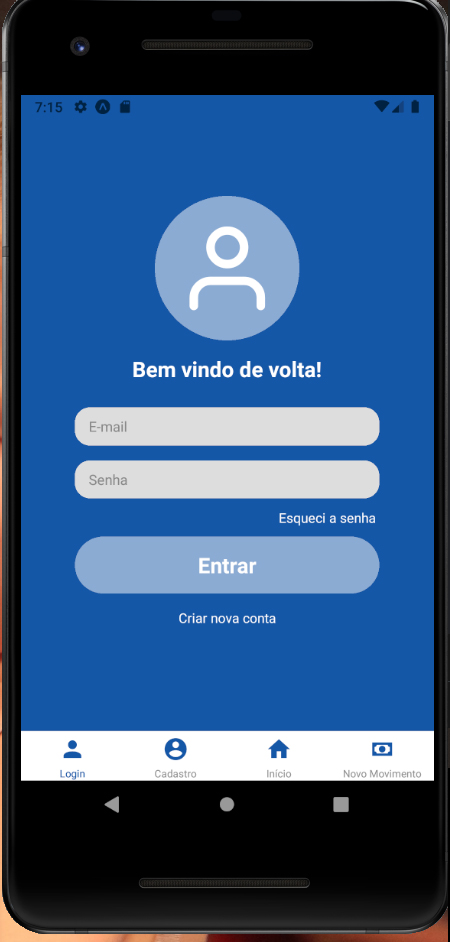 7:15
Bem vindo de volta!
E-mail
Senha
Esqueci a senha
Entrar
Criar nova conta
Login Cadastro Início Novo Movimento